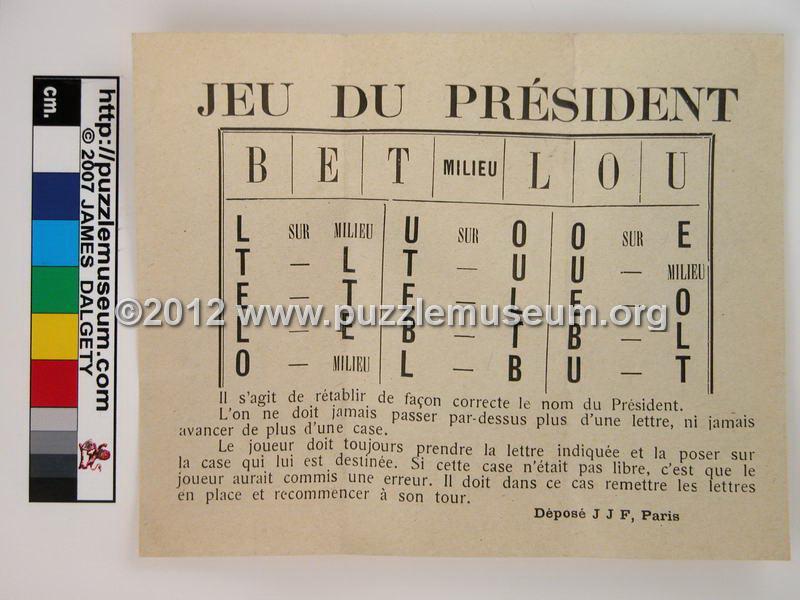 JEU DU PRÉSIDENT
B E T MILIEU L O U
L SUR MILIEU U SUR O O SUR E
T — L T — U U — MILIEU
E — T E — L E — O
L — E B — T B — L
O — MILIEU L — B U — T
Il s'agit de rétablir de façon correcte le nom du Président.
L'on ne doit jamais passer par-dessus plus d'une lettre, ni jamais
avancer de plus d'une case.
Le joueur doit toujours prendre la lettre indiquée et la poser sur
la case qui lui est destinée. Si cette case n'était pas libre, c'est que le
joueur aurait commis une erreur. Il doit dans ce cas remettre les lettres
en place et recommencer à son tour.
Déposé J J F, Paris
cm.
http://puzzlemuseum.com
© 2007 JAMES DALGETY
©2012 www.puzzlemuseum.org